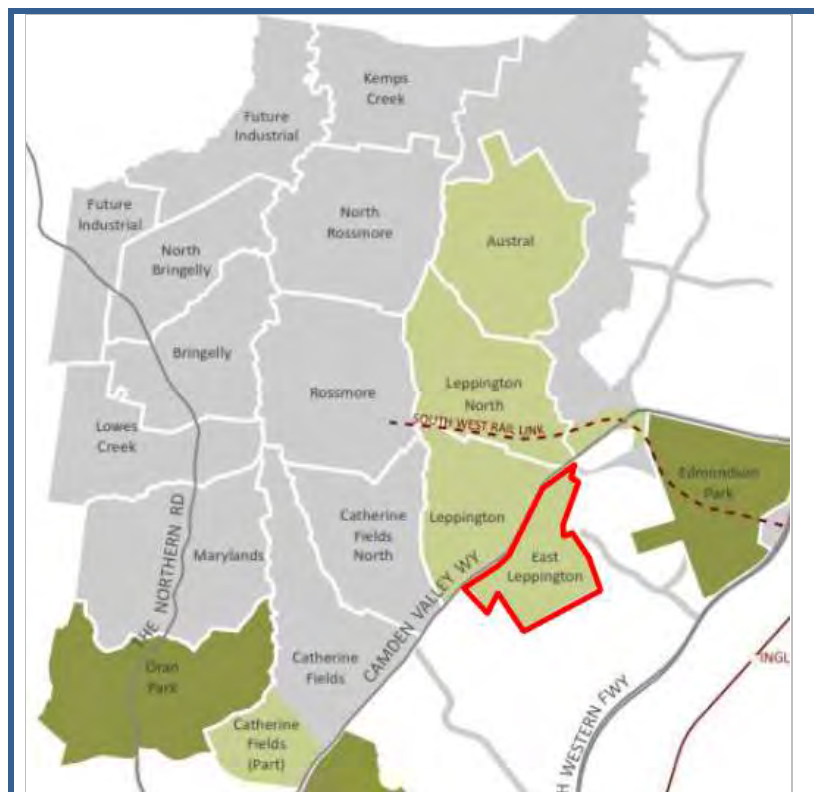 Kemps
Creek
Future
Industrial
Future
Industrial
North
Rossmore
Austral
North
Bringelly
Bringelly
Leppington
North
Rossmore
Lowes
Creek
SOUTH WEST RAIL LINK
Edmondson
Park
Leppington
Catherine
Fields
North
East
Leppington
Marylands
THE NORTHERN RD
CAMDEN VALLEY WY
Oran
Park
Catherine
Fields
INGL
H WESTERN FWY
Catherine
Fields
(Part)